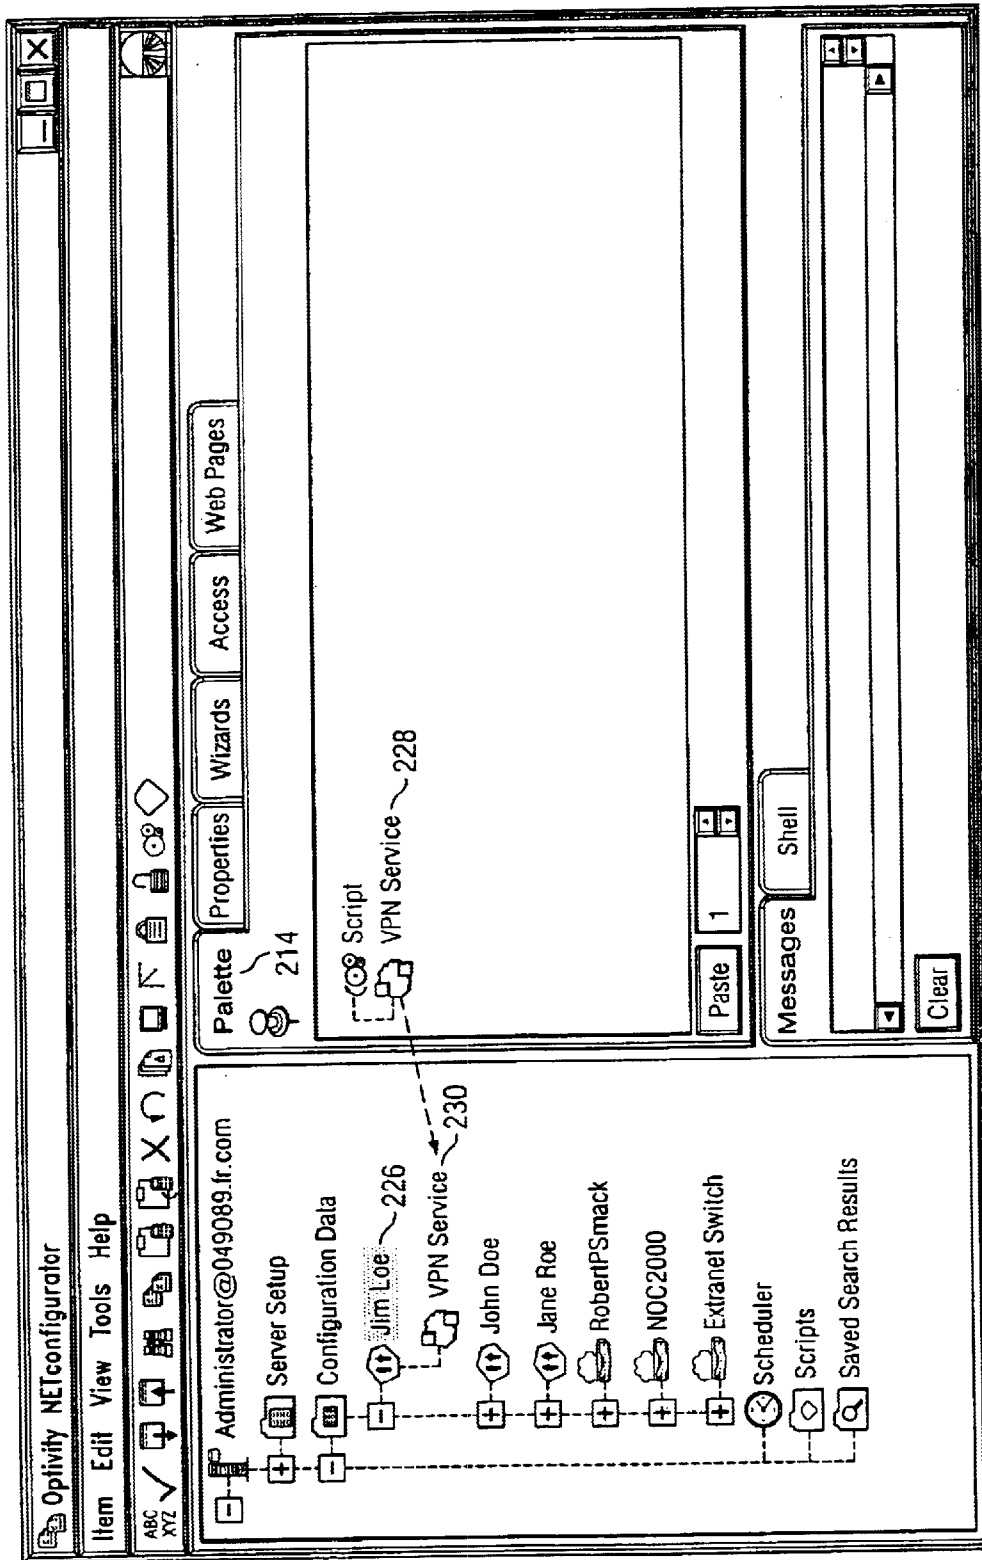 Optivity NETconfigurator
Item Edit View Tools Help
ABC
XYZ
Administrator@049089.fr.com
Server Setup
Configuration Data
Jim Loe 226
VPN Service 230
John Doe
Jane Roe
RobertPSmack
NOC2000
Extranet Switch
Scheduler
Scripts
Saved Search Results
Palette Properties Wizards Access Web Pages
214
Script
VPN Service 228
Paste 1
Messages Shell
Clear